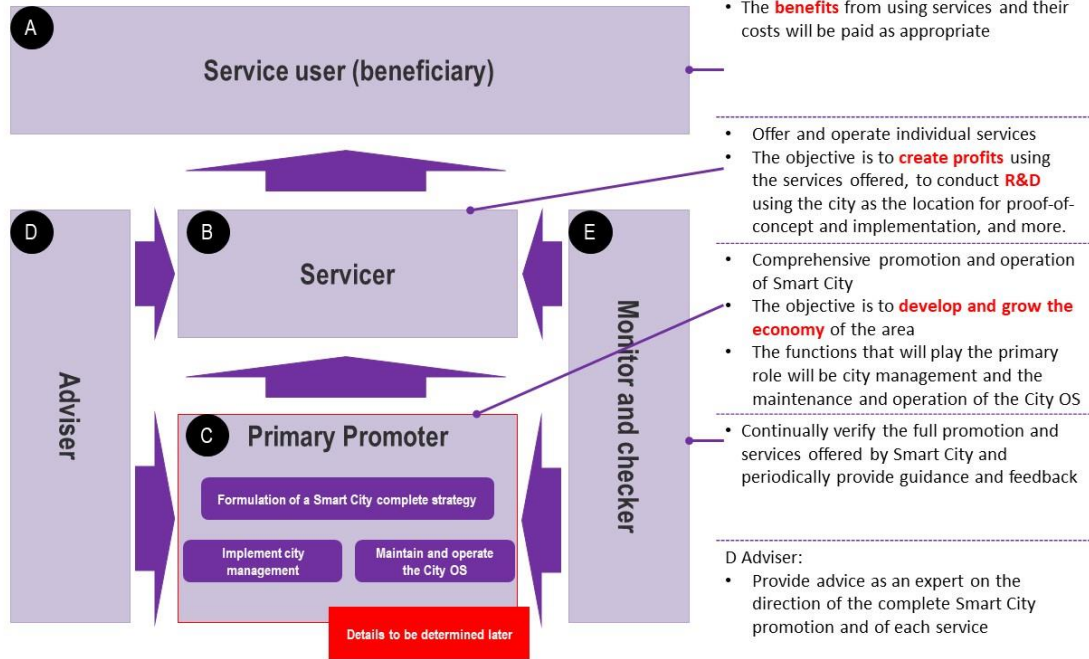 A
Service user (beneficiary)
• The benefits from using services and their
costs will be paid as appropriate
• Offer and operate individual services
• The objective is to create profits using
the services offered, to conduct R&D
using the city as the location for proof-of-
concept and implementation, and more.
D
Adviser
B
Servicer
E
Monitor and checker
• Comprehensive promotion and operation
of Smart City
• The objective is to develop and grow the
economy of the area
• The functions that will play the primary
role will be city management and the
maintenance and operation of the City OS
C
Primary Promoter
Formulation of a Smart City complete strategy
Implement city
management
Maintain and operate
the City OS
Details to be determined later
• Continually verify the full promotion and
services offered by Smart City and
periodically provide guidance and feedback
D Adviser:
• Provide advice as an expert on the
direction of the complete Smart City
promotion and of each service